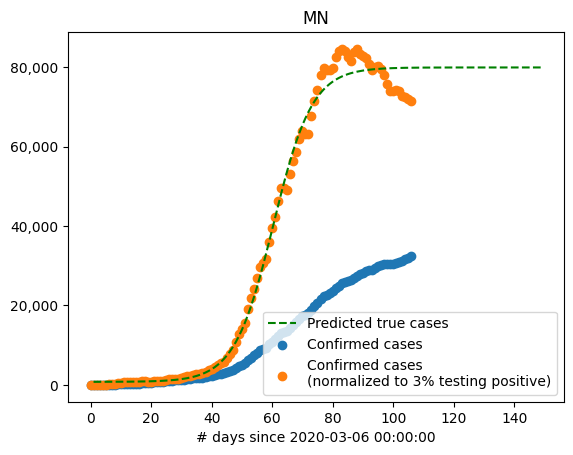 MN
80,000
60,000
40,000
20,000
0
Predicted true cases
Confirmed cases
Confirmed cases
(normalized to 3% testing positive)
0 20 40 60 80 100 120 140
# days since 2020-03-06 00:00:00